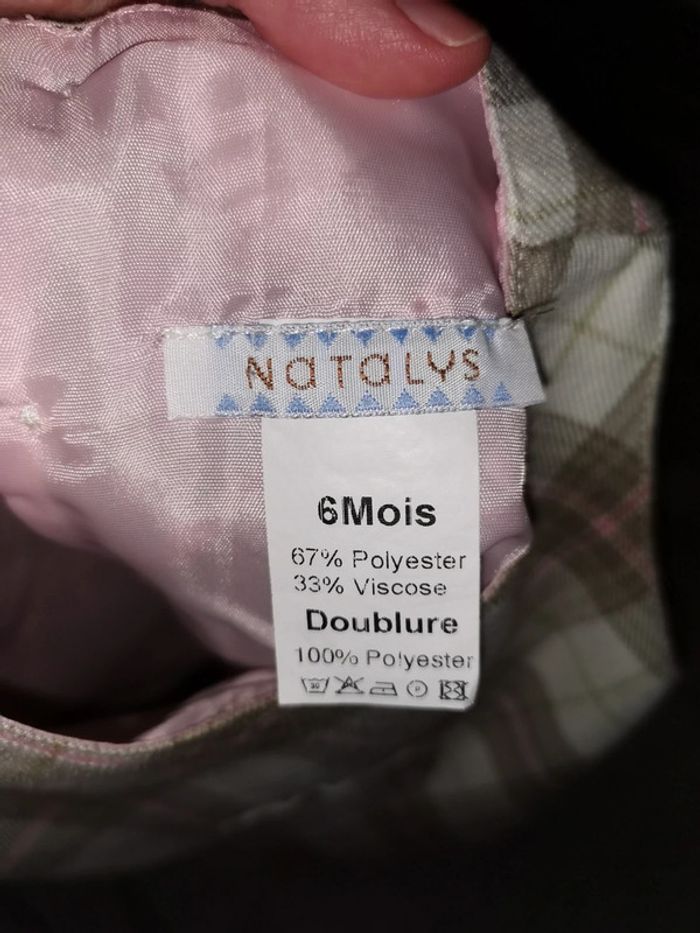 NaTaLYS
6Mois
67% Polyester
33% Viscose
Doublure
100% Polyester